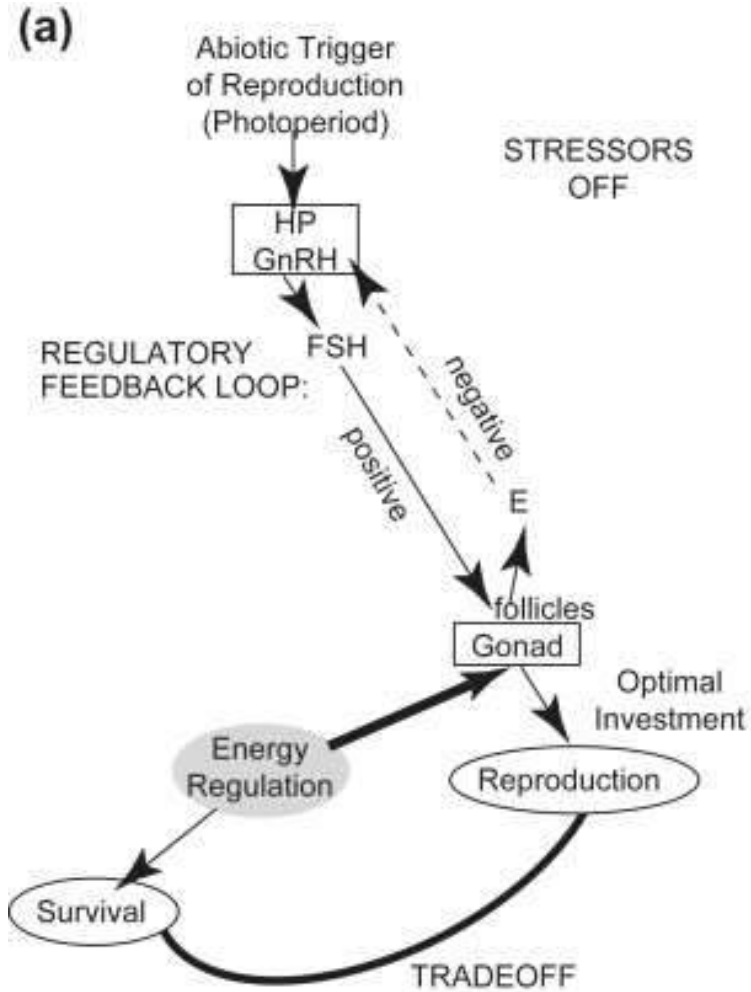 (a)
Abiotic Trigger
of Reproduction
(Photoperiod)
STRESSORS
OFF
HP
GnRH
FSH
REGULATORY
FEEDBACK LOOP:
negative
positive
E
follicles
Gonad
Optimal
Investment
Energy
Regulation
Reproduction
Survival
TRADEOFF